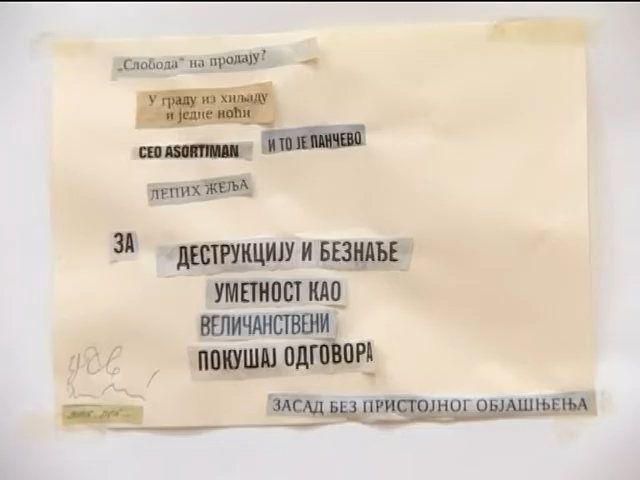 „Слобода“ на продају?
У граду из хиљаду
и једне ноћи
CEO ASORTIMAN
И ТО ЈЕ ПАНЧЕВО
ЛЕПИХ ЖЕЉА
ЗА
ДЕСТРУКЦИЈУ И БЕЗНАЂЕ
УМЕТНОСТ КАО
ВЕЛИЧАНСТВЕНИ
ПОКУШАЈ ОДГОВОРА
ЗАСАД БЕЗ ПРИСТОЈНОГ ОБЈАШЊЕЊА